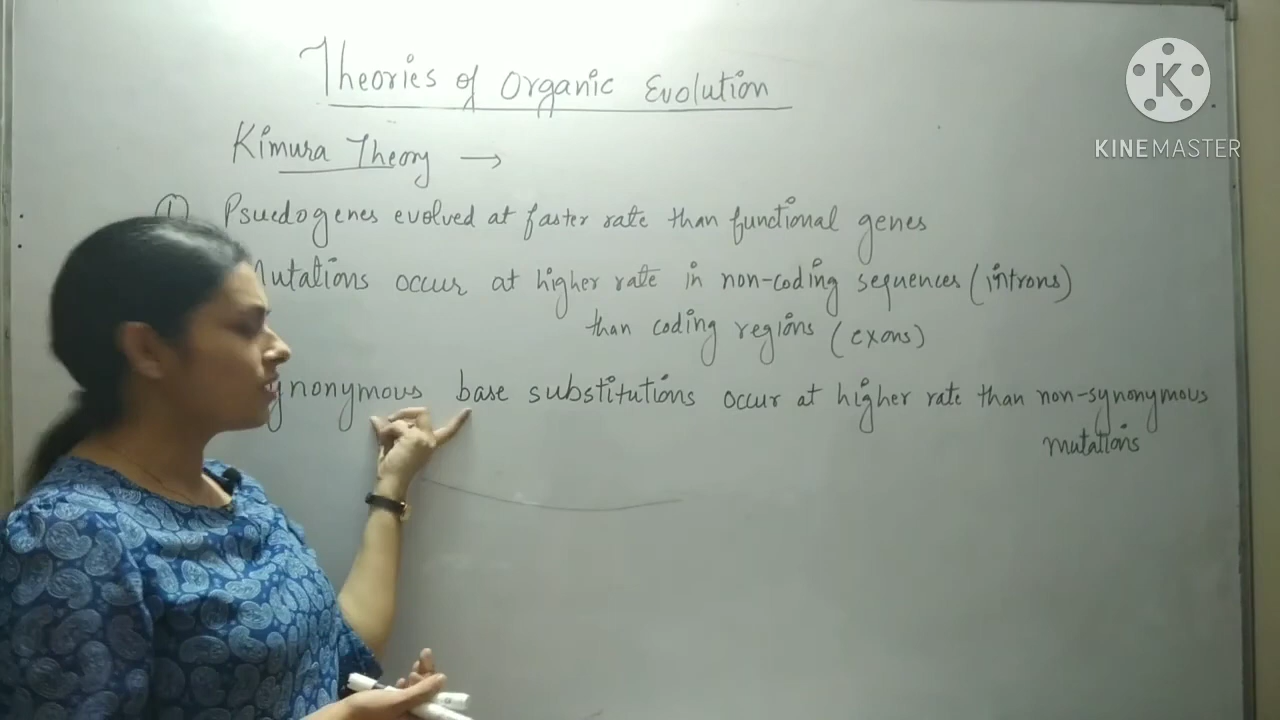 Theories of Organic Evolution
Kimura Theory →
① Psuedogenes evolved at faster rate than functional genes
Mutations occur at higher rate in non-coding sequences (introns)
than coding regions (exons)
ynonymous base substitutions occur at higher rate than non-synonymous
mutations
K
KINEMASTER